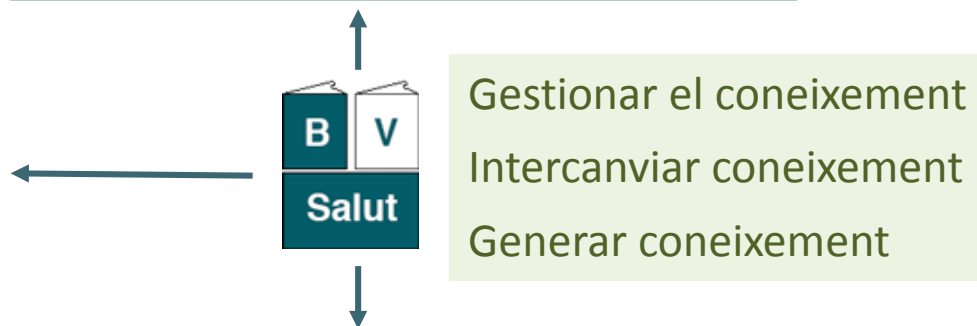 B V
Salut
Gestionar el coneixement
Intercanviar coneixement
Generar coneixement